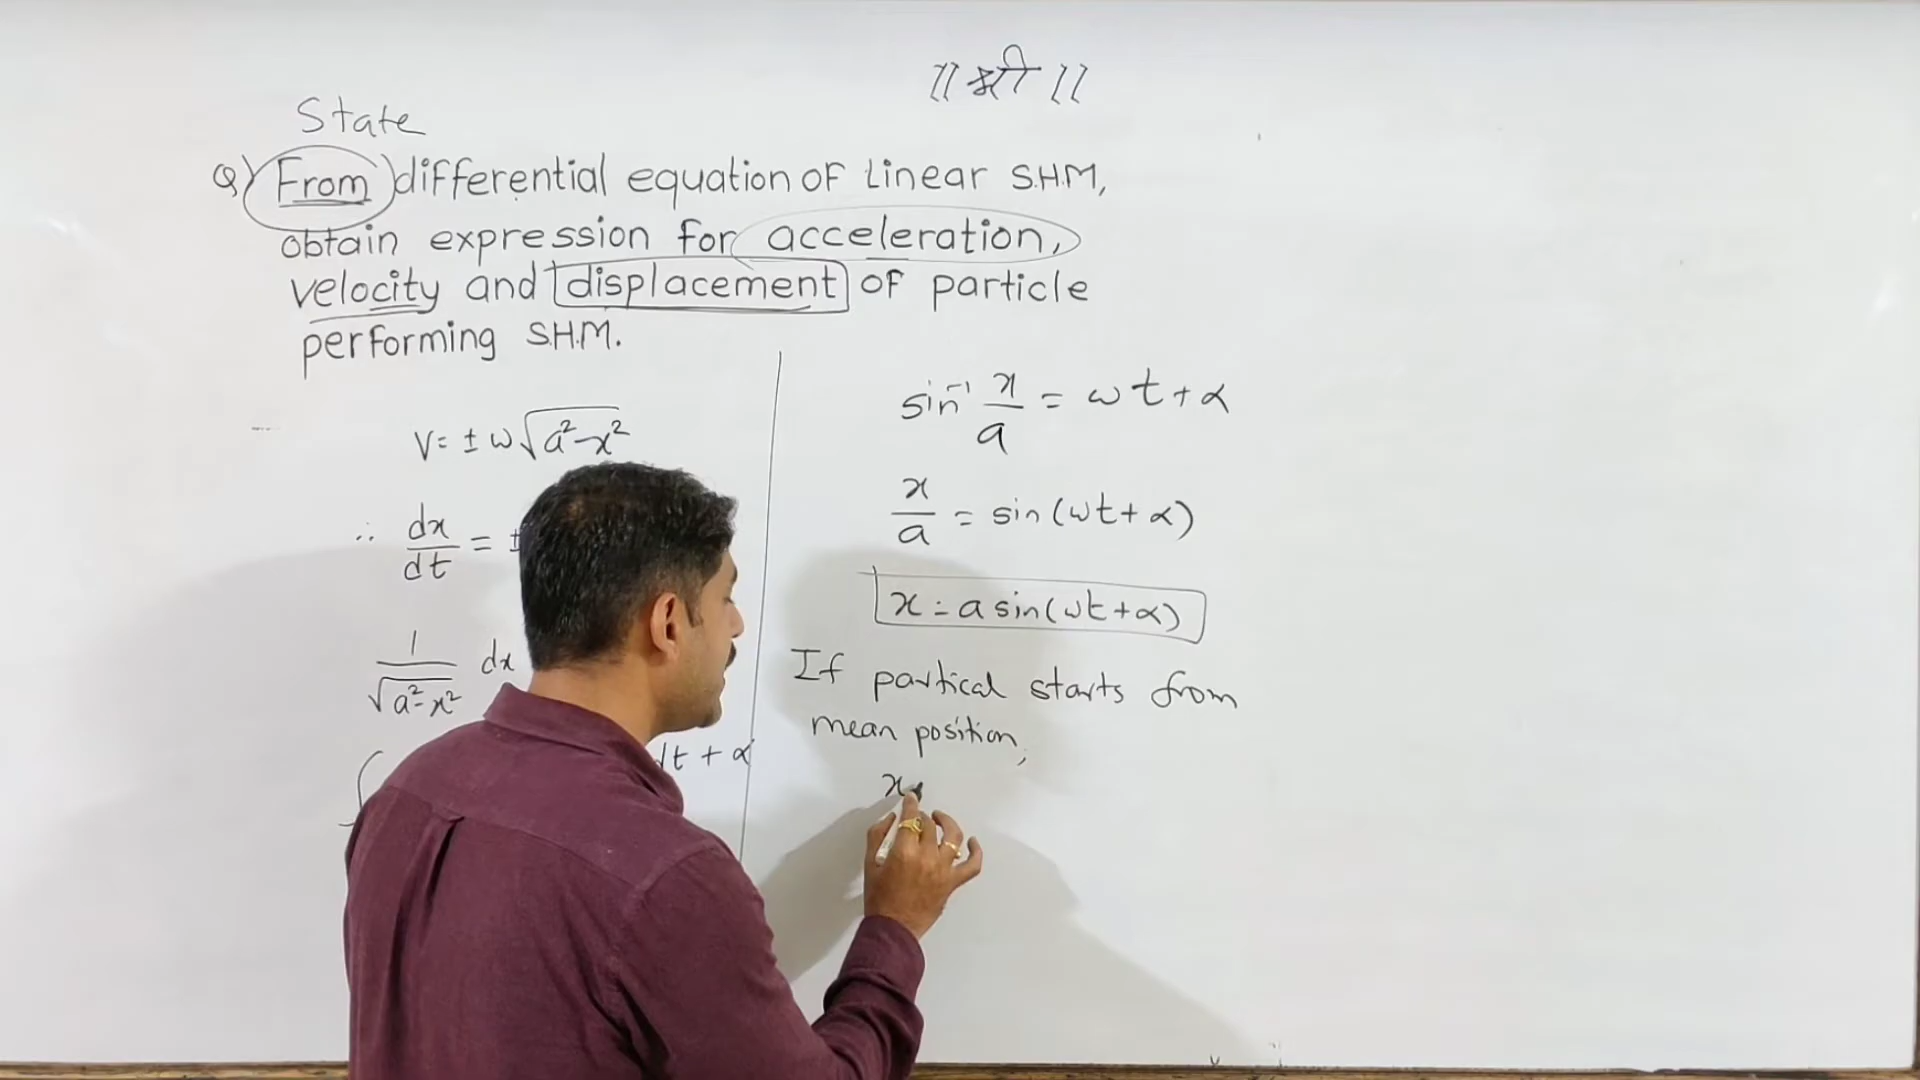 ॥ श्री ॥
State
Q) From differential equation of Linear S.H.M,
obtain expression for acceleration,
velocity and displacement of particle
performing S.H.M.
V = ± ω√(a²-x²)
∴ dx/dt = ±
1/√(a²-x²) dx
∫ dt + α
sin⁻¹ x/a = ωt + α
x/a = sin(ωt + α)
x = a sin(ωt + α)
If partical starts from
mean position,
x